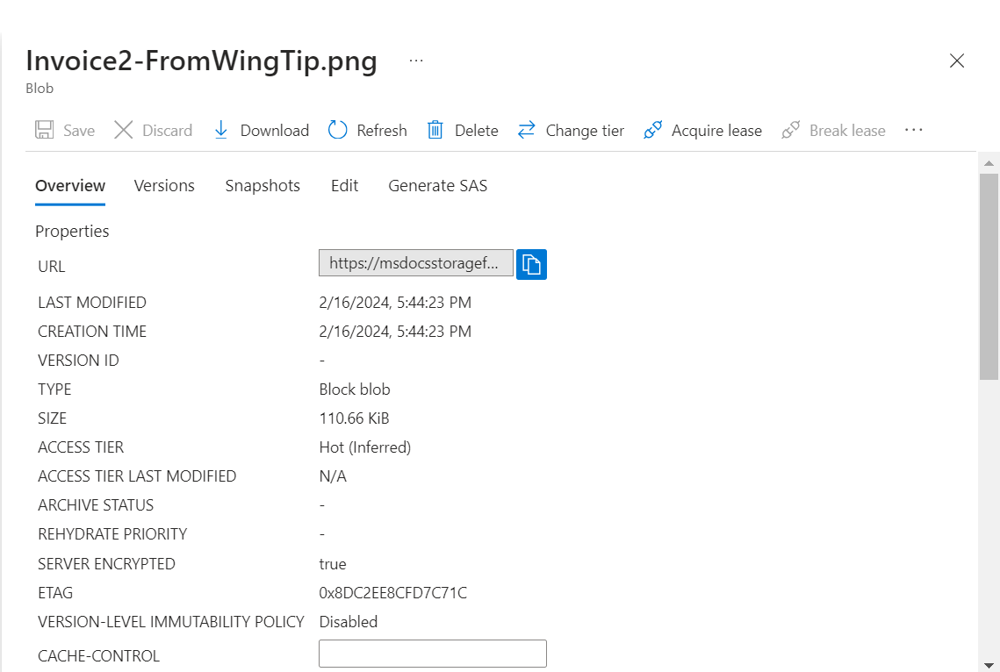 Invoice2-FromWingTip.png ...
Blob
Save Discard Download Refresh Delete Change tier Acquire lease Break lease ...
Overview Versions Snapshots Edit Generate SAS
Properties
URL https://msdocsstoragef...
LAST MODIFIED 2/16/2024, 5:44:23 PM
CREATION TIME 2/16/2024, 5:44:23 PM
VERSION ID -
TYPE Block blob
SIZE 110.66 KiB
ACCESS TIER Hot (Inferred)
ACCESS TIER LAST MODIFIED N/A
ARCHIVE STATUS -
REHYDRATE PRIORITY -
SERVER ENCRYPTED true
ETAG 0x8DC2EE8CFD7C71C
VERSION-LEVEL IMMUTABILITY POLICY Disabled
CACHE-CONTROL